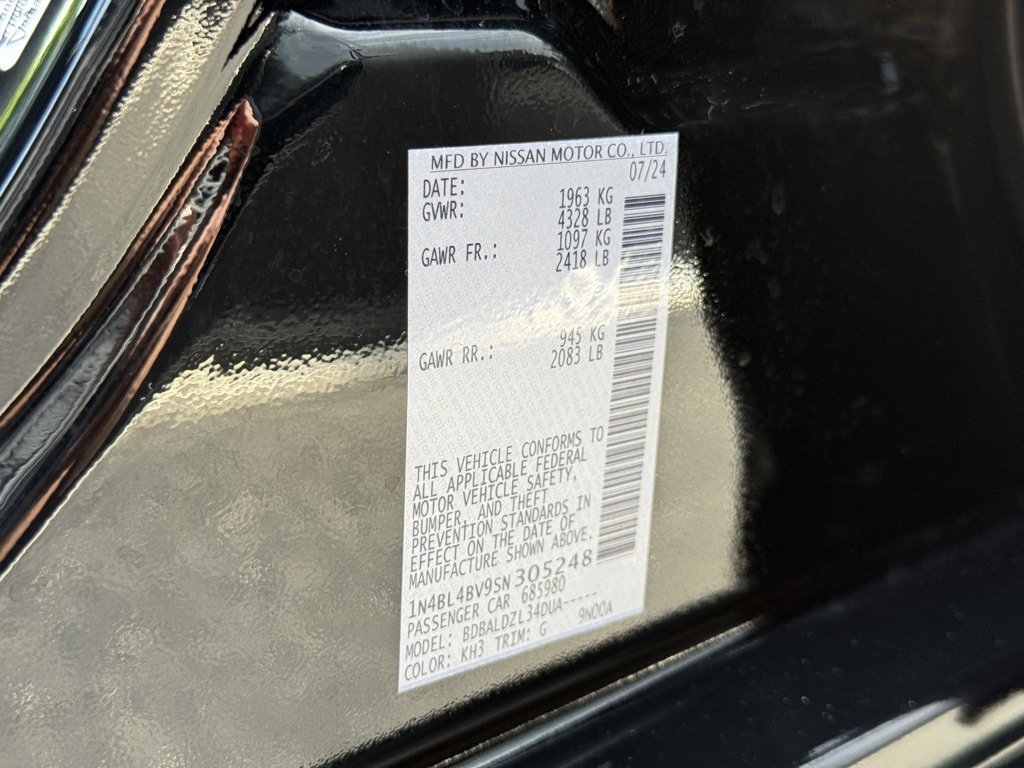 MFD BY NISSAN MOTOR CO., LTD.
DATE: 07/24
GVWR: 1963 KG
4328 LB
GAWR FR.: 1097 KG
2418 LB
GAWR RR.: 945 KG
2083 LB
THIS VEHICLE CONFORMS TO
ALL APPLICABLE FEDERAL
MOTOR VEHICLE SAFETY,
BUMPER, AND THEFT
PREVENTION STANDARDS IN
EFFECT ON THE DATE OF
MANUFACTURE SHOWN ABOVE.
1N4BL4BV9SN305248
PASSENGER CAR 685980
MODEL: BDBALDZL34DUA-----
COLOR: KH3 TRIM: G 9N00A